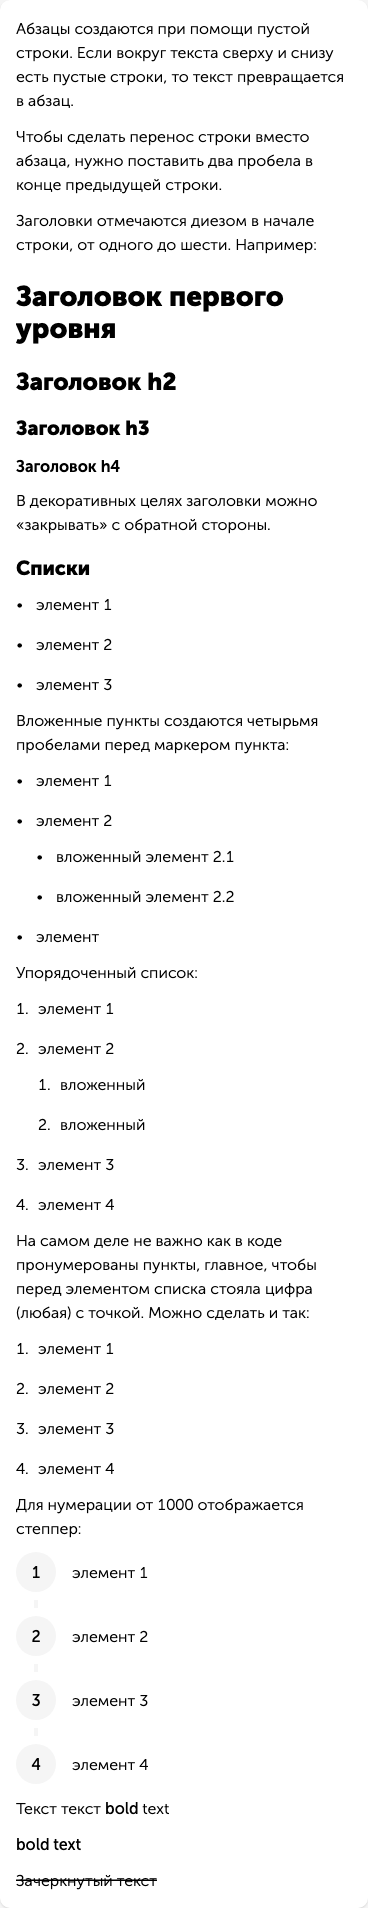 Абзацы создаются при помощи пустой
строки. Если вокруг текста сверху и снизу
есть пустые строки, то текст превращается
в абзац.
Чтобы сделать перенос строки вместо
абзаца, нужно поставить два пробела в
конце предыдущей строки.
Заголовки отмечаются диезом в начале
строки, от одного до шести. Например:
Заголовок первого
уровня
Заголовок h2
Заголовок h3
Заголовок h4
В декоративных целях заголовки можно
«закрывать» с обратной стороны.
Списки
• элемент 1
• элемент 2
• элемент 3
Вложенные пункты создаются четырьмя
пробелами перед маркером пункта:
• элемент 1
• элемент 2
• вложенный элемент 2.1
• вложенный элемент 2.2
• элемент
Упорядоченный список:
1. элемент 1
2. элемент 2
1. вложенный
2. вложенный
3. элемент 3
4. элемент 4
На самом деле не важно как в коде
пронумерованы пункты, главное, чтобы
перед элементом списка стояла цифра
(любая) с точкой. Можно сделать и так:
1. элемент 1
2. элемент 2
3. элемент 3
4. элемент 4
Для нумерации от 1000 отображается
степпер:
1 элемент 1
2 элемент 2
3 элемент 3
4 элемент 4
Текст текст bold text
bold text
Зачеркнутый текст